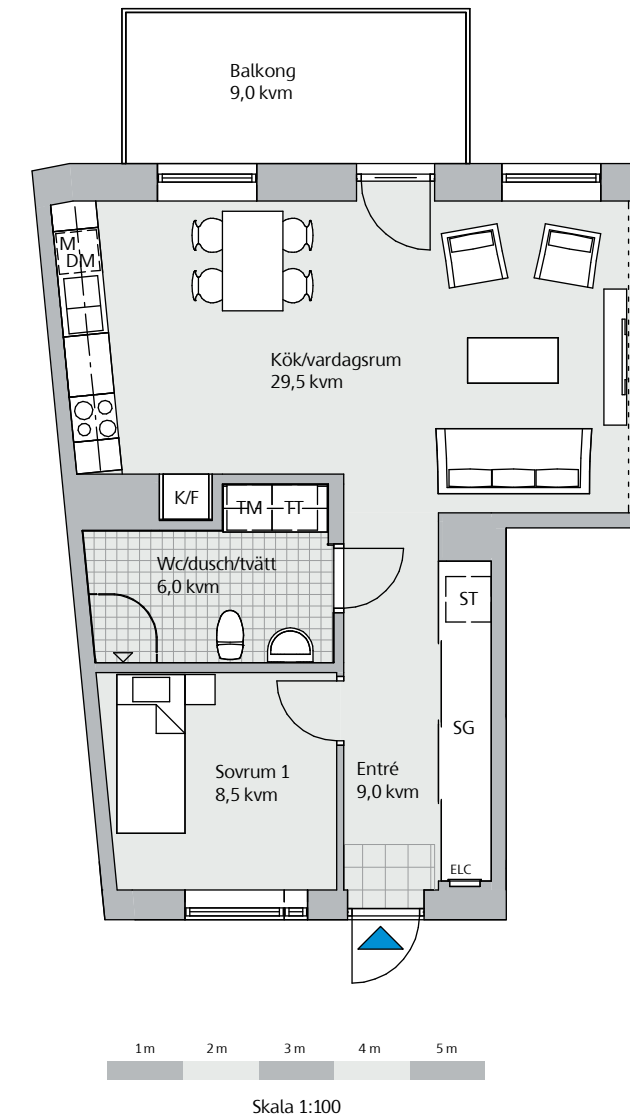 Balkong
9,0 kvm
M
DM
Kök/vardagsrum
29,5 kvm
K/F
TM
TT
Wc/dusch/tvätt
6,0 kvm
ST
SG
Sovrum 1
8,5 kvm
Entré
9,0 kvm
ELC
1 m 2 m 3 m 4 m 5 m
Skala 1:100